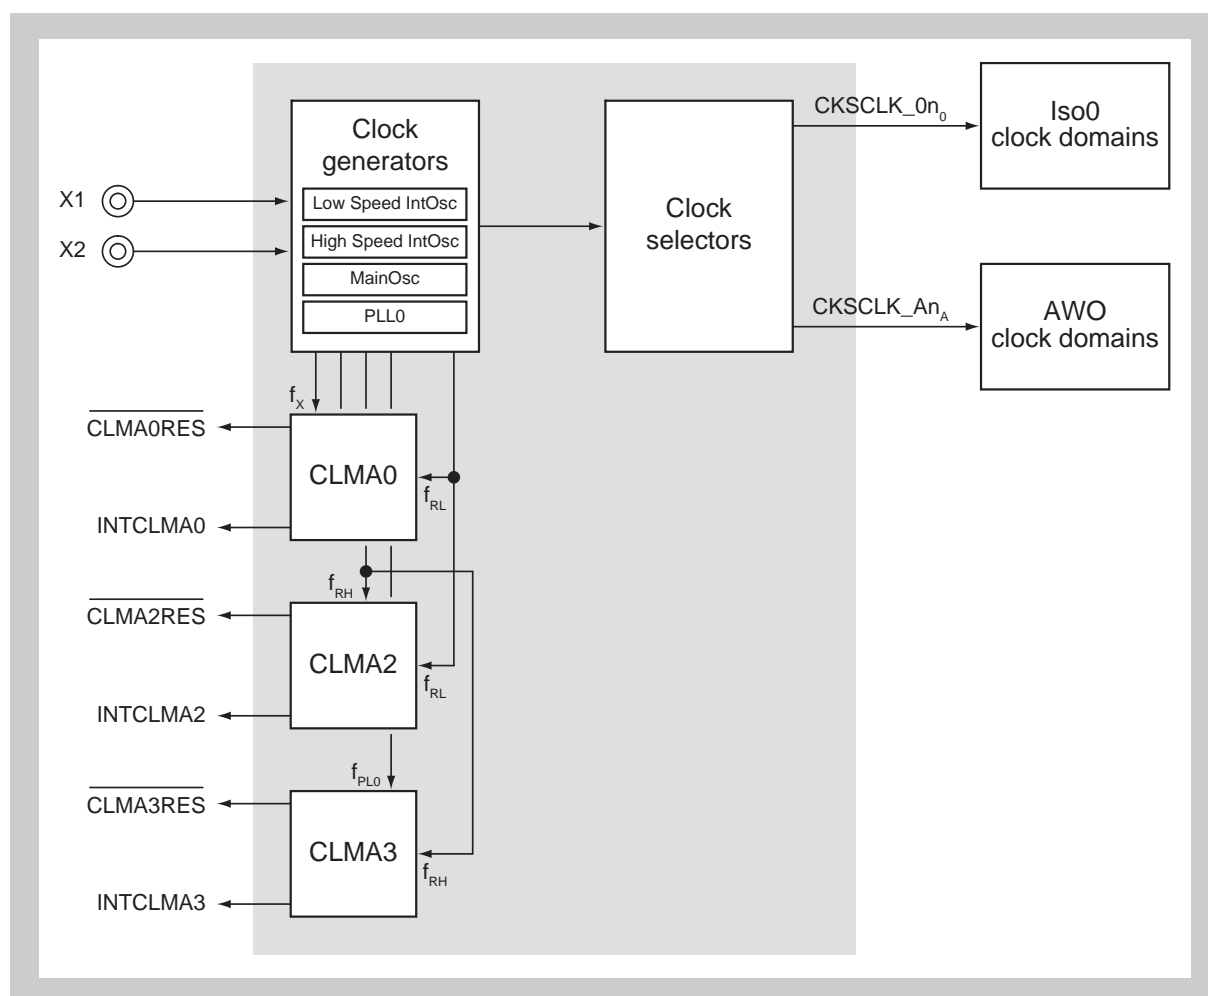 Clock
generators
Low Speed IntOsc
High Speed IntOsc
MainOsc
PLL0
X1
X2
Clock
selectors
CKSCLK_0n0
Iso0
clock domains
CKSCLK_AnA
AWO
clock domains
fX
CLMA0RES
CLMA0
fRL
INTCLMA0
fRH
CLMA2RES
CLMA2
fRL
INTCLMA2
fPL0
CLMA3RES
CLMA3
fRH
INTCLMA3